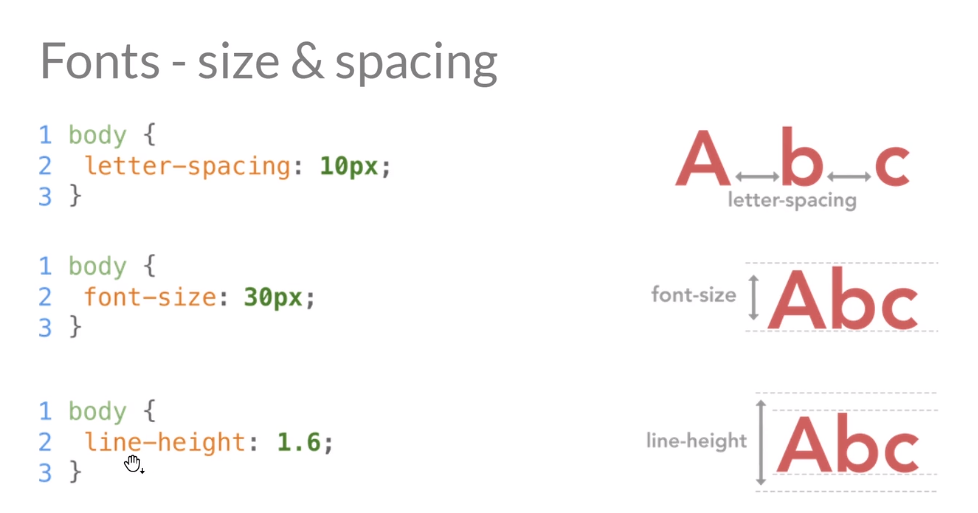 Fonts - size & spacing
1 body {
2 letter-spacing: 10px;
3 }
A b c
letter-spacing
1 body {
2 font-size: 30px;
3 }
font-size Abc
1 body {
2 line-height: 1.6;
3 }
line-height Abc